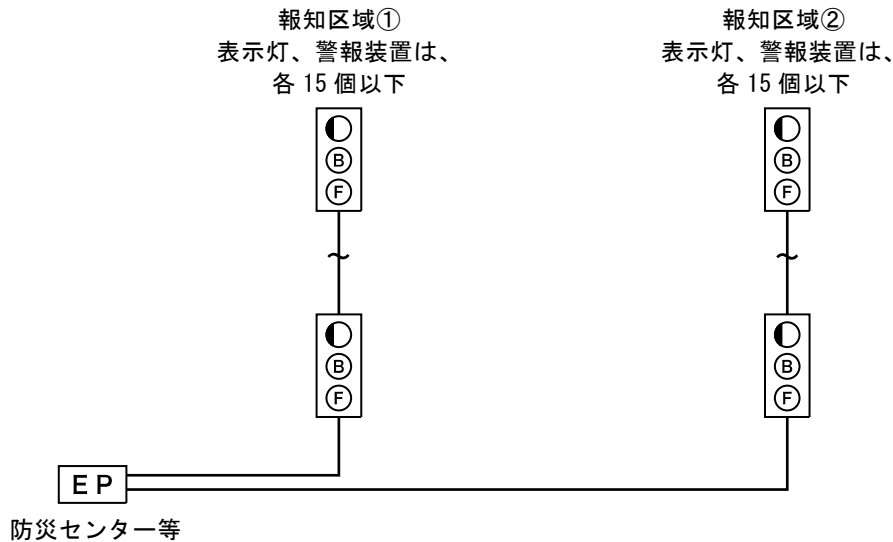 報知区域①
表示灯、警報装置は、
各 15 個以下
報知区域②
表示灯、警報装置は、
各 15 個以下
B
F
B
F
B
F
B
F
EP
防災センター等